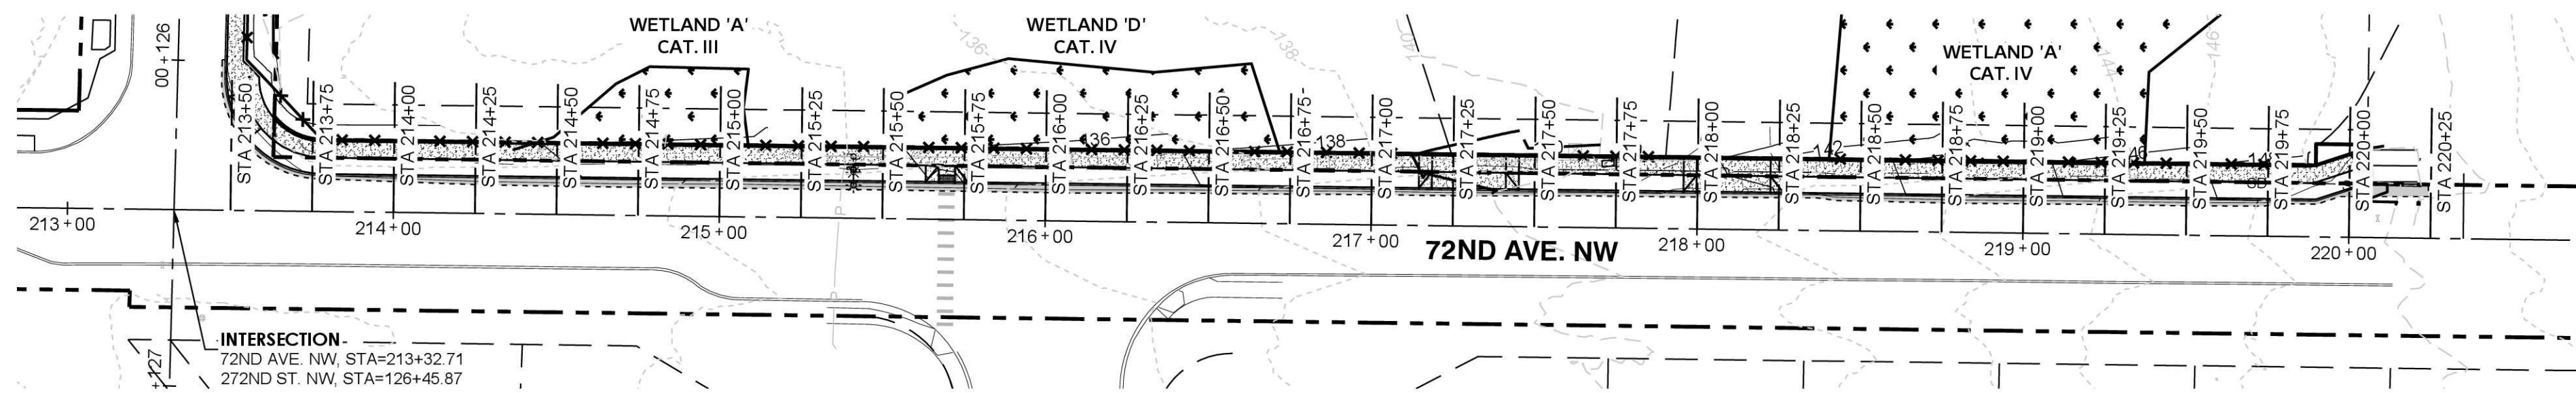 WETLAND 'A'
CAT. III
WETLAND 'D'
CAT. IV
WETLAND 'A'
CAT. IV
136
138
140
144
146
00+126
STA 213+50
STA 213+75
STA 214+00
STA 214+25
STA 214+50
STA 214+75
STA 215+00
STA 215+25
STA 215+50
STA 215+75
STA 216+00
STA 216+25
STA 216+50
STA 216+75
STA 217+00
STA 217+25
STA 217+50
STA 217+75
STA 218+00
STA 218+25
STA 218+50
STA 218+75
STA 219+00
STA 219+25
STA 219+50
STA 219+75
STA 220+00
STA 220+25
136
138
142
P
P
213+00
214+00
215+00
216+00
217+00
218+00
219+00
220+00
72ND AVE. NW
INTERSECTION
72ND AVE. NW, STA=213+32.71
272ND ST. NW, STA=126+45.87
+127